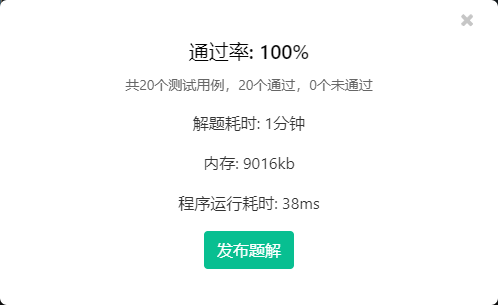 通过率: 100%
共20个测试用例，20个通过，0个未通过
解题耗时: 1分钟
内存: 9016kb
程序运行耗时: 38ms
发布题解